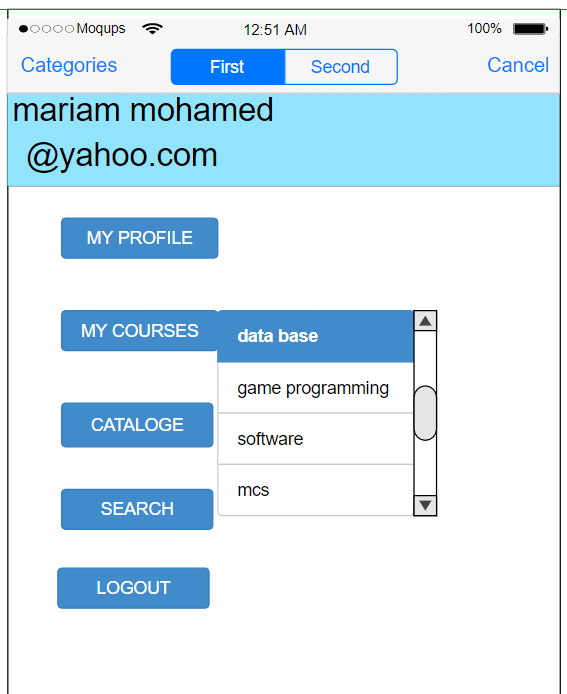 Moqups 12:51 AM 100%
Categories First Second Cancel
mariam mohamed
@yahoo.com
MY PROFILE
MY COURSES
data base
game programming
CATALOGE
software
mcs
SEARCH
LOGOUT